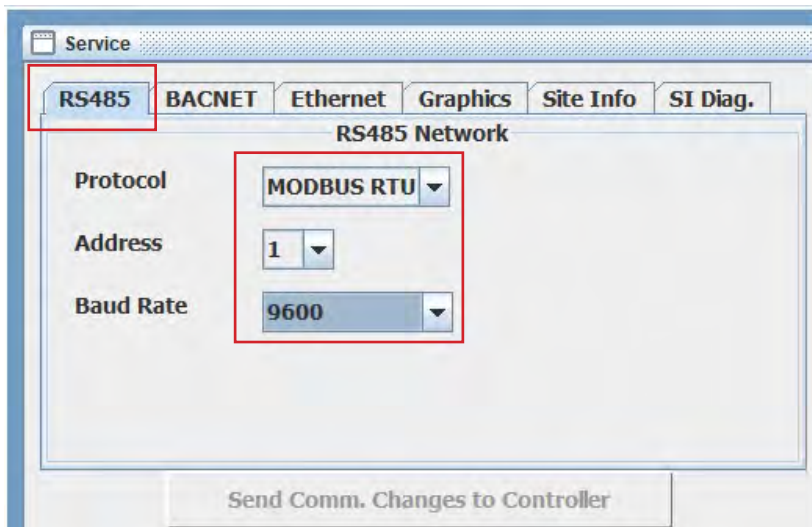 Service
RS485 BACNET Ethernet Graphics Site Info SI Diag.
RS485 Network
Protocol MODBUS RTU
Address 1
Baud Rate 9600
Send Comm. Changes to Controller